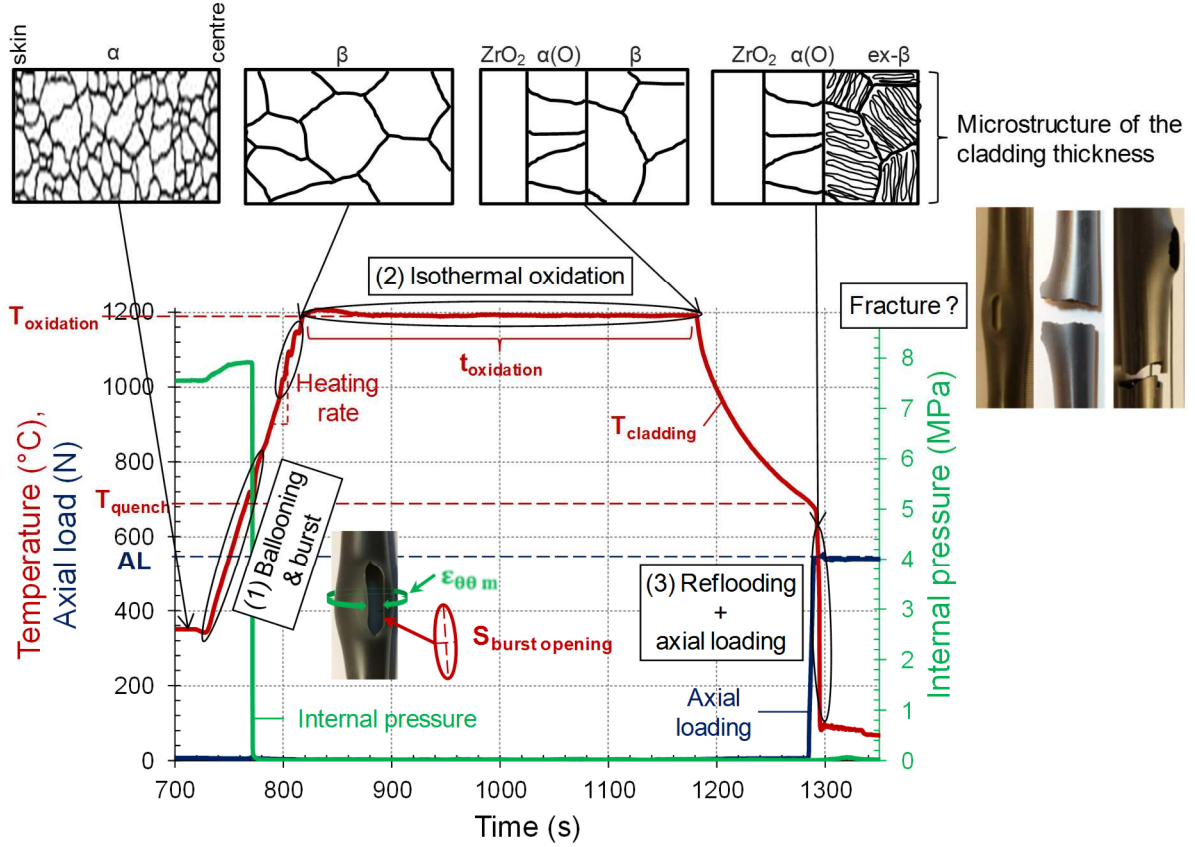 skin
α
centre
β
ZrO2 α(O) β
ZrO2 α(O) ex-β
Microstructure of the
cladding thickness
(2) Isothermal oxidation
Fracture ?
Toxidation
toxidation
Heating
rate
Tcladding
Tquench
AL
(1) Ballooning
& burst
εθθ m
Sburst opening
(3) Reflooding
+
axial loading
Internal pressure
Axial
loading
Temperature (°C),
Axial load (N)
1200
1000
800
600
400
200
0
Internal pressure (MPa)
8
7
6
5
4
3
2
1
0
700 800 900 1000 1100 1200 1300
Time (s)